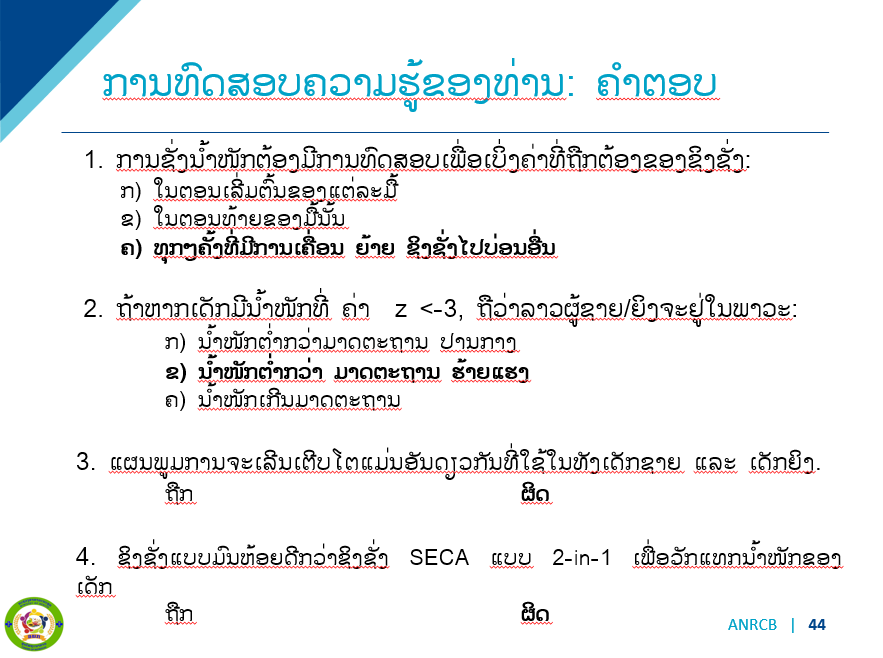 ການທົດສອບຄວາມຮູ້ຂອງທ່ານ: ຄຳຕອບ
1. ການຊັ່ງນ້ຳໜັກຕ້ອງມີການທົດສອບເພື່ອເບິ່ງຄ່າທີ່ຖືກຕ້ອງຂອງຊິງຊັ່ງ:
ກ) ໃນຕອນເລີ່ມຕົ້ນຂອງແຕ່ລະມື້
ຂ) ໃນຕອນທ້າຍຂອງມື້ນັ້ນ
ຄ) ທຸກໆຄັ້ງທີ່ມີການເຄື່ອນ ຍ້າຍ ຊິງຊັ່ງໄປບ່ອນອື່ນ
2. ຖ້າຫາກເດັກມີນ້ຳໜັກທີ່ ຄ່າ z <-3, ຖືວ່າລາວຜູ້ຊາຍ/ຍິງຈະຢູ່ໃນພາວະ:
ກ) ນ້ຳໜັກຕ່ຳກວ່າມາດຕະຖານ ປານກາງ
ຂ) ນ້ຳໜັກຕ່ຳກວ່າ ມາດຕະຖານ ຮ້າຍແຮງ
ຄ) ນ້ຳໜັກເກີນມາດຕະຖານ
3. ແຜນພູມການຈະເລີນເຕີບໂຕແມ່ນອັນດຽວກັນທີ່ໃຊ້ໃນທັງເດັກຊາຍ ແລະ ເດັກຍິງ.
ຖືກ ຜິດ
4. ຊິງຊັ່ງແບບມົນຫ້ອຍດີກວ່າຊິງຊັ່ງ SECA ແບບ 2-in-1 ເພື່ອວັກແທກນ້ຳໜັກຂອງ
ເດັກ
ຖືກ ຜິດ
ANRCB | 44